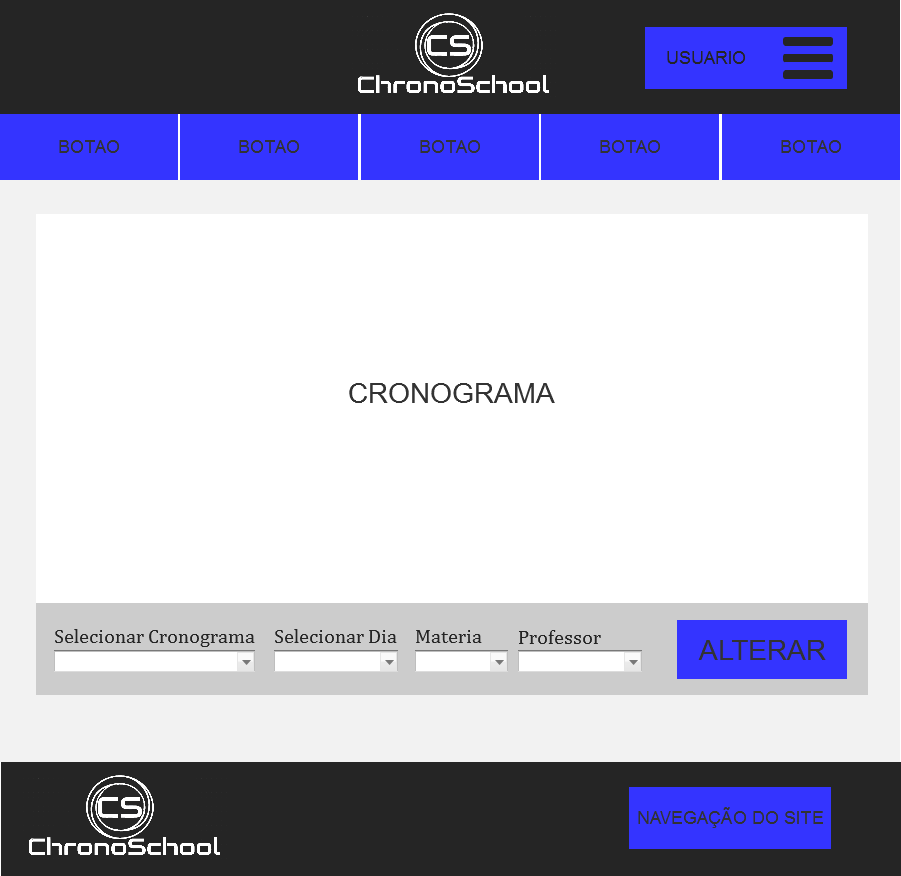 CS
ChronoSchool
USUARIO
BOTAO BOTAO BOTAO BOTAO BOTAO
CRONOGRAMA
Selecionar Cronograma Selecionar Dia Materia Professor
ALTERAR
CS
ChronoSchool
NAVEGAÇÃO DO SITE